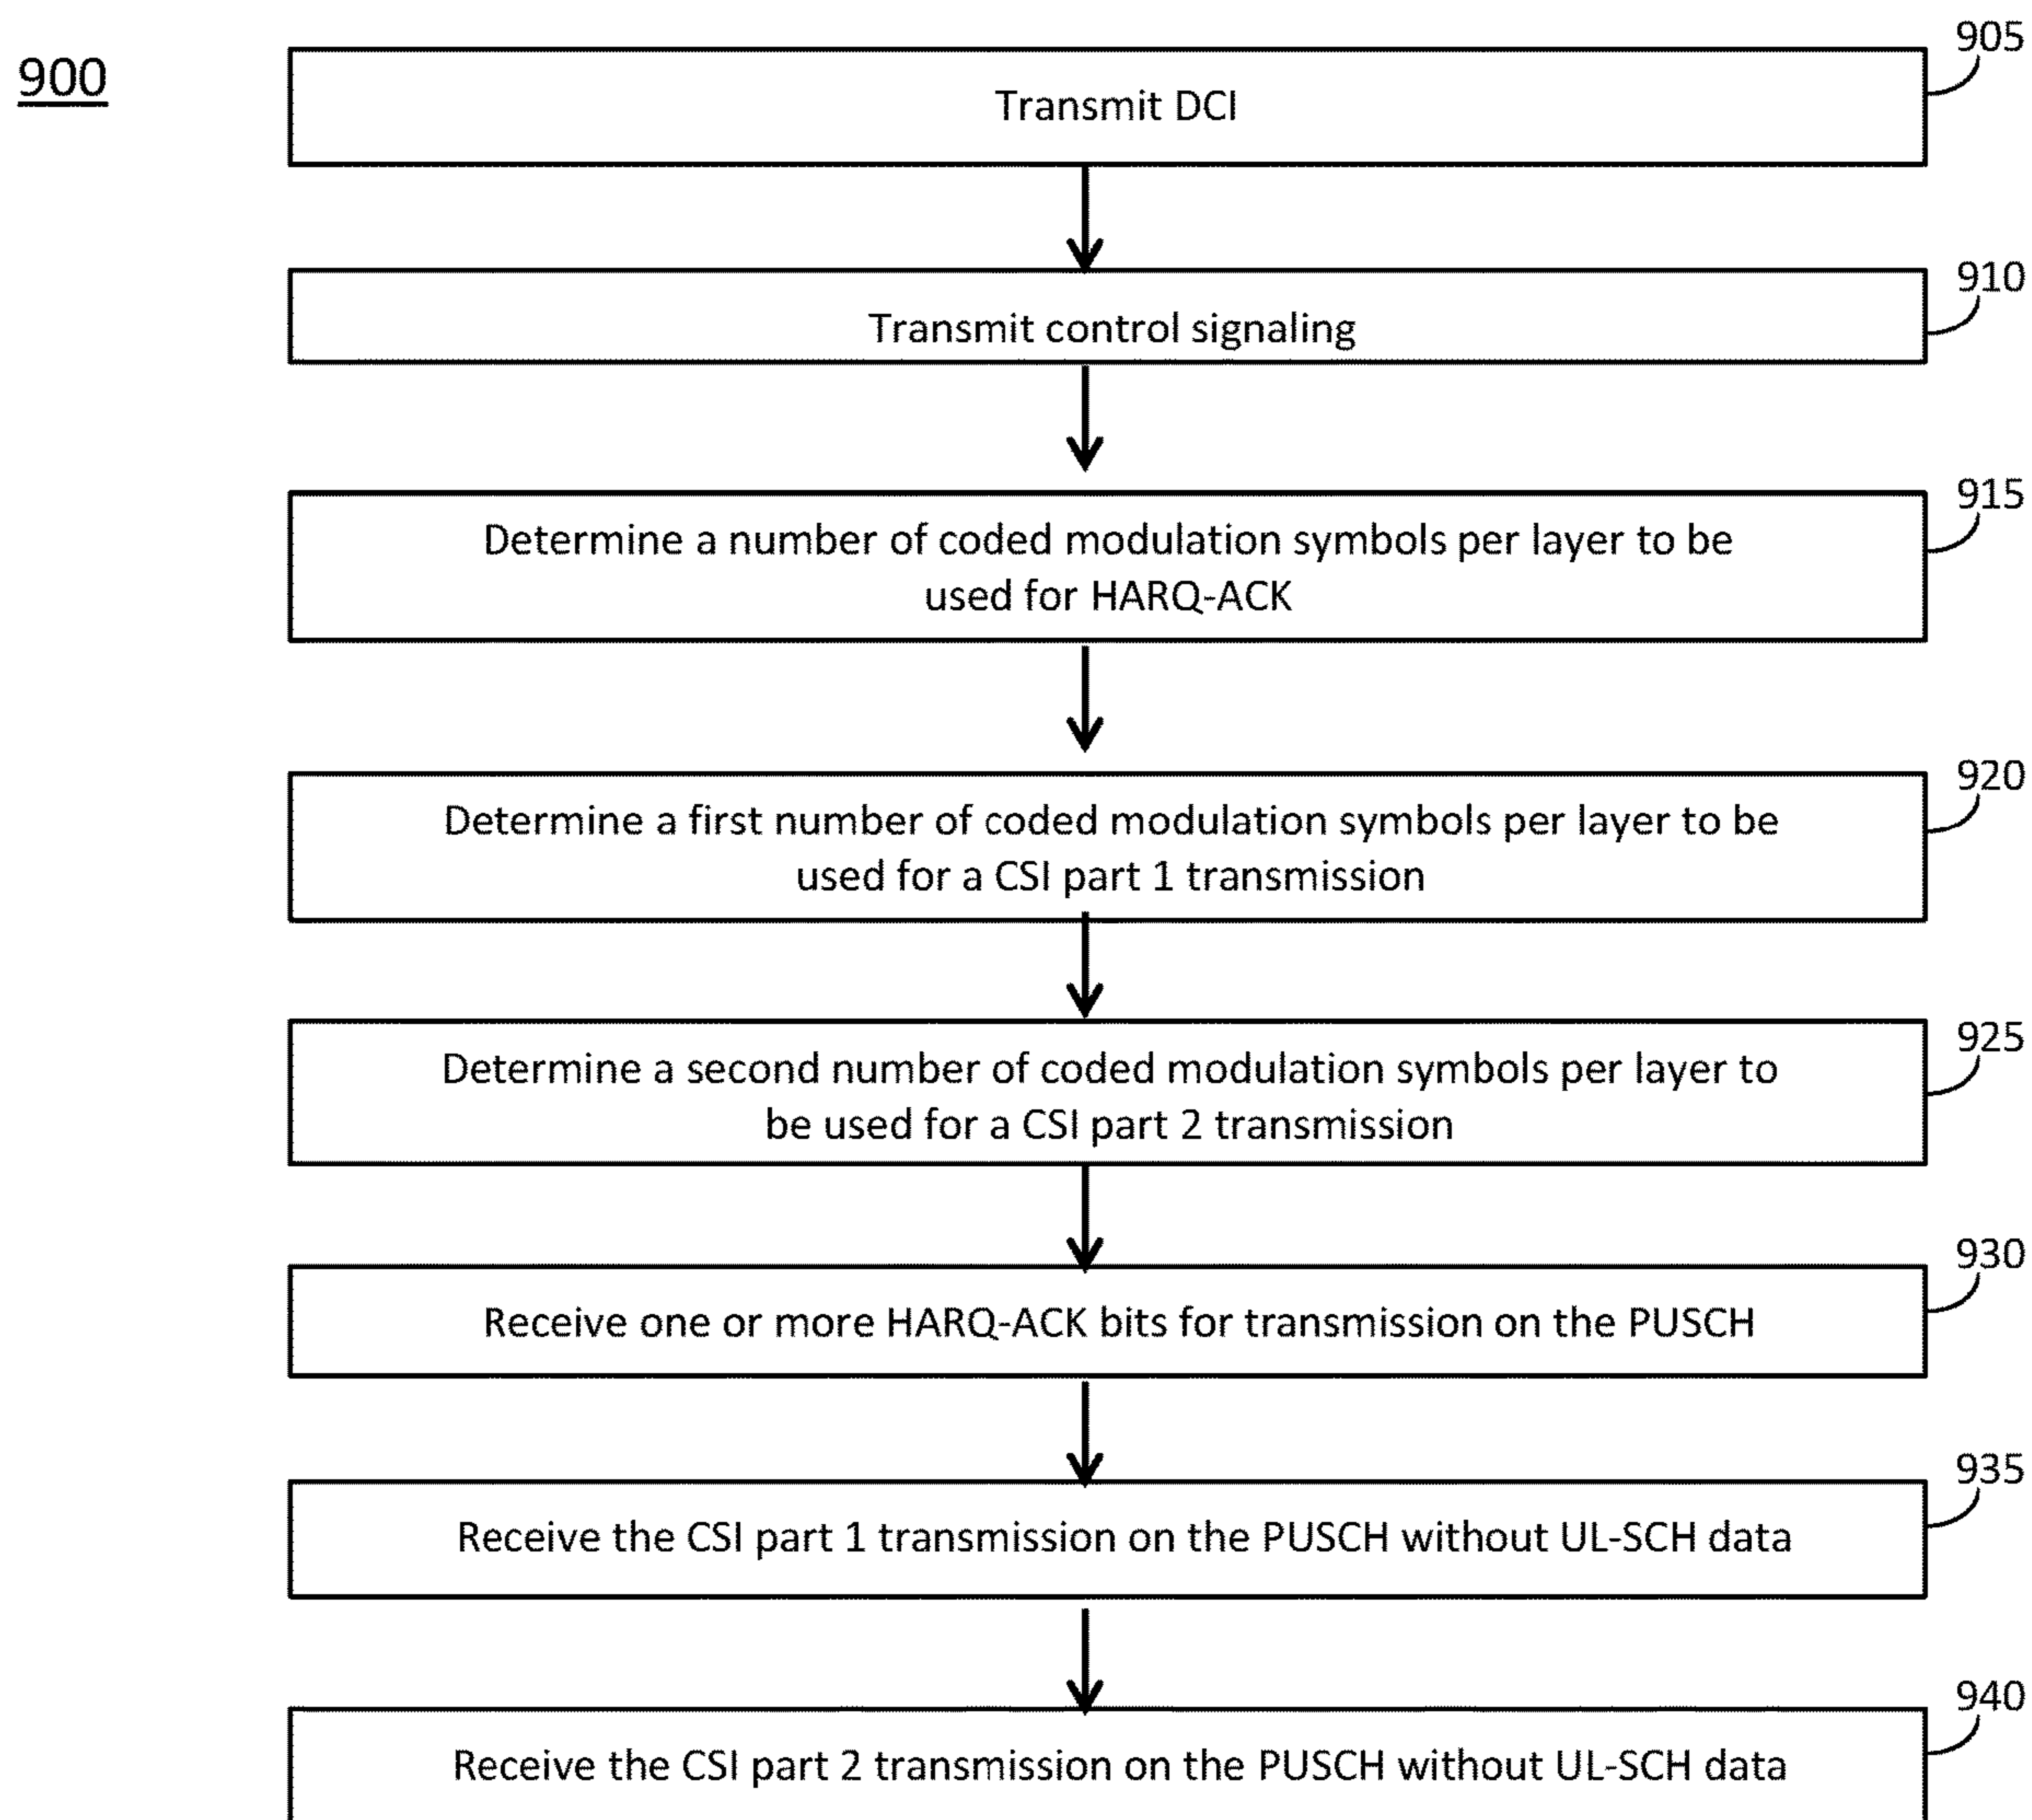 900
905
Transmit DCI
910
Transmit control signaling
915
Determine a number of coded modulation symbols per layer to be
used for HARQ-ACK
920
Determine a first number of coded modulation symbols per layer to be
used for a CSI part 1 transmission
925
Determine a second number of coded modulation symbols per layer to
be used for a CSI part 2 transmission
930
Receive one or more HARQ-ACK bits for transmission on the PUSCH
935
Receive the CSI part 1 transmission on the PUSCH without UL-SCH data
940
Receive the CSI part 2 transmission on the PUSCH without UL-SCH data